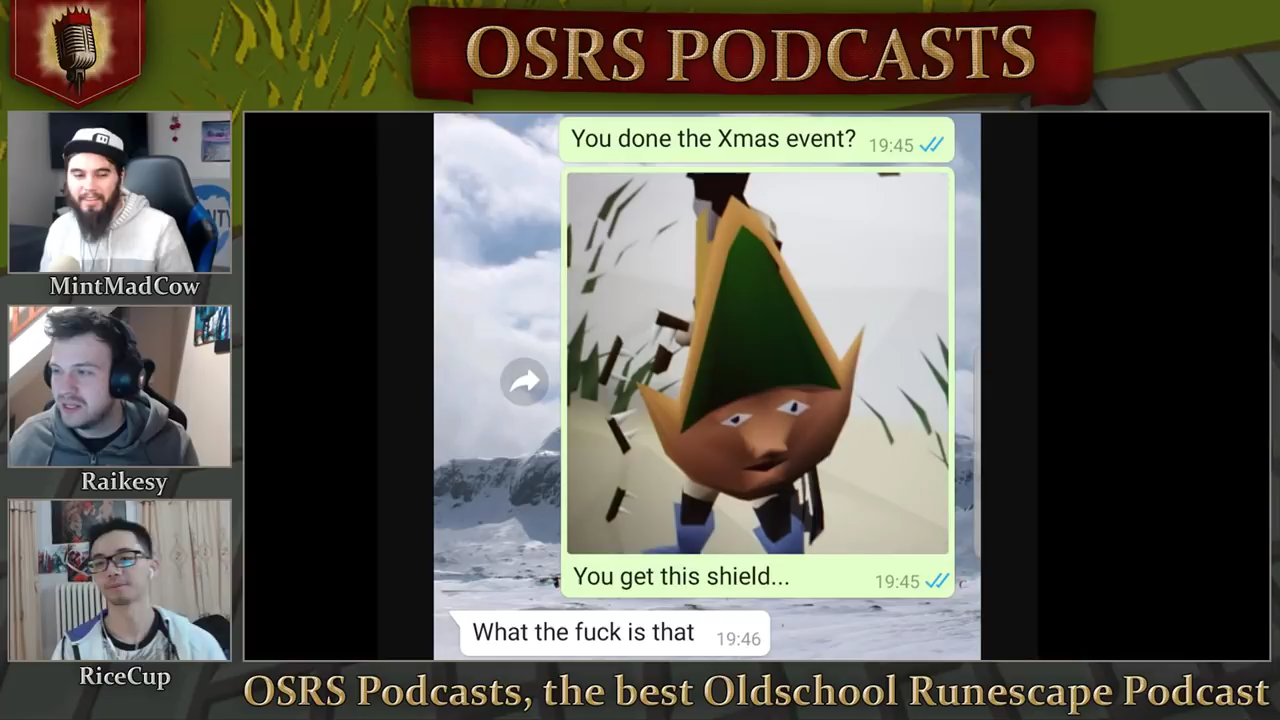 OSRS PODCASTS
You done the Xmas event? 19:45
MintMadCow
Raikesy
You get this shield... 19:45
What the fuck is that 19:46
RiceCup
OSRS Podcasts, the best Oldschool Runescape Podcast